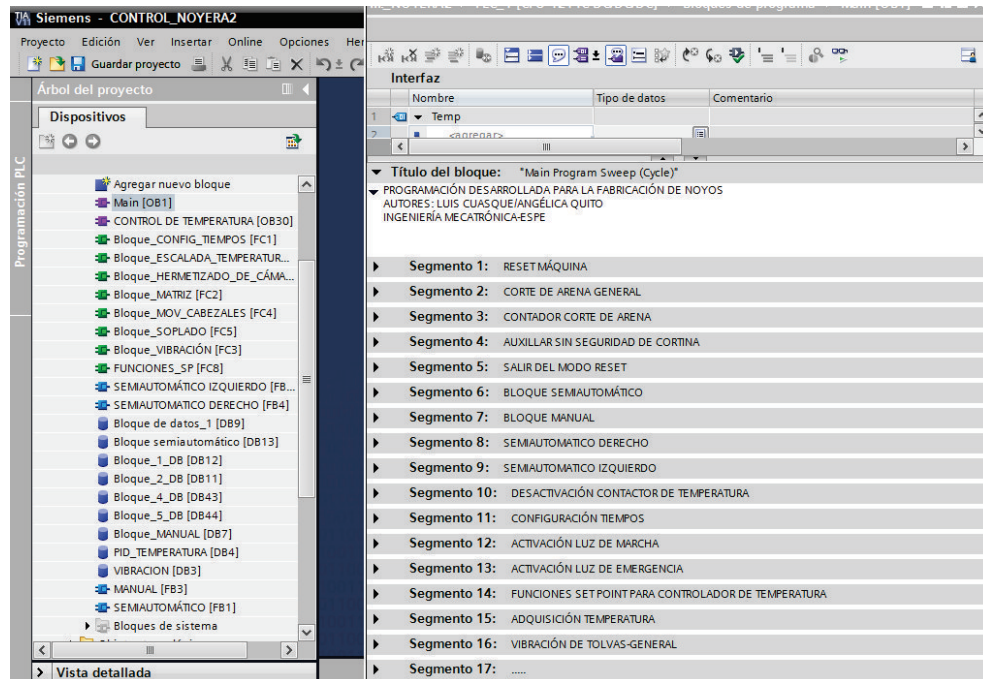 Siemens - CONTROL_NOYERA2
Proyecto Edición Ver Insertar Online Opciones Her
Guardar proyecto
Árbol del proyecto
Dispositivos
Programación PLC
Agregar nuevo bloque
Main [OB1]
CONTROL DE TEMPERATURA [OB30]
Bloque_CONFIG_TIEMPOS [FC1]
Bloque_ESCALADA_TEMPERATUR...
Bloque_HERMETIZADO_DE_CÁMA...
Bloque_MATRIZ [FC2]
Bloque_MOV_CABEZALES [FC4]
Bloque_SOPLADO [FC5]
Bloque_VIBRACIÓN [FC3]
FUNCIONES_SP [FC8]
SEMIAUTOMÁTICO IZQUIERDO [FB...
SEMIAUTOMATICO DERECHO [FB4]
Bloque de datos_1 [DB9]
Bloque semiautomático [DB13]
Bloque_1_DB [DB12]
Bloque_2_DB [DB11]
Bloque_4_DB [DB43]
Bloque_5_DB [DB44]
Bloque_MANUAL [DB7]
PID_TEMPERATURA [DB4]
VIBRACION [DB3]
MANUAL [FB3]
SEMIAUTOMÁTICO [FB1]
Bloques de sistema
Vista detallada
Interfaz
Nombre Tipo de datos Comentario
1 Temp
2 <agregar>
Título del bloque: "Main Program Sweep (Cycle)"
PROGRAMACIÓN DESARROLLADA PARA LA FABRICACIÓN DE NOYOS
AUTORES: LUIS CUASQUE/ANGÉLICA QUITO
INGENIERÍA MECATRÓNICA-ESPE
Segmento 1: RESET MÁQUINA
Segmento 2: CORTE DE ARENA GENERAL
Segmento 3: CONTADOR CORTE DE ARENA
Segmento 4: AUXILLAR SIN SEGURIDAD DE CORTINA
Segmento 5: SALIR DEL MODO RESET
Segmento 6: BLOQUE SEMIAUTOMÁTICO
Segmento 7: BLOQUE MANUAL
Segmento 8: SEMIAUTOMATICO DERECHO
Segmento 9: SEMIAUTOMATICO IZQUIERDO
Segmento 10: DESACTIVACIÓN CONTACTOR DE TEMPERATURA
Segmento 11: CONFIGURACIÓN TIEMPOS
Segmento 12: ACTIVACIÓN LUZ DE MARCHA
Segmento 13: ACTIVACIÓN LUZ DE EMERGENCIA
Segmento 14: FUNCIONES SET POINT PARA CONTROLADOR DE TEMPERATURA
Segmento 15: ADQUISICIÓN TEMPERATURA
Segmento 16: VIBRACIÓN DE TOLVAS-GENERAL
Segmento 17: .....